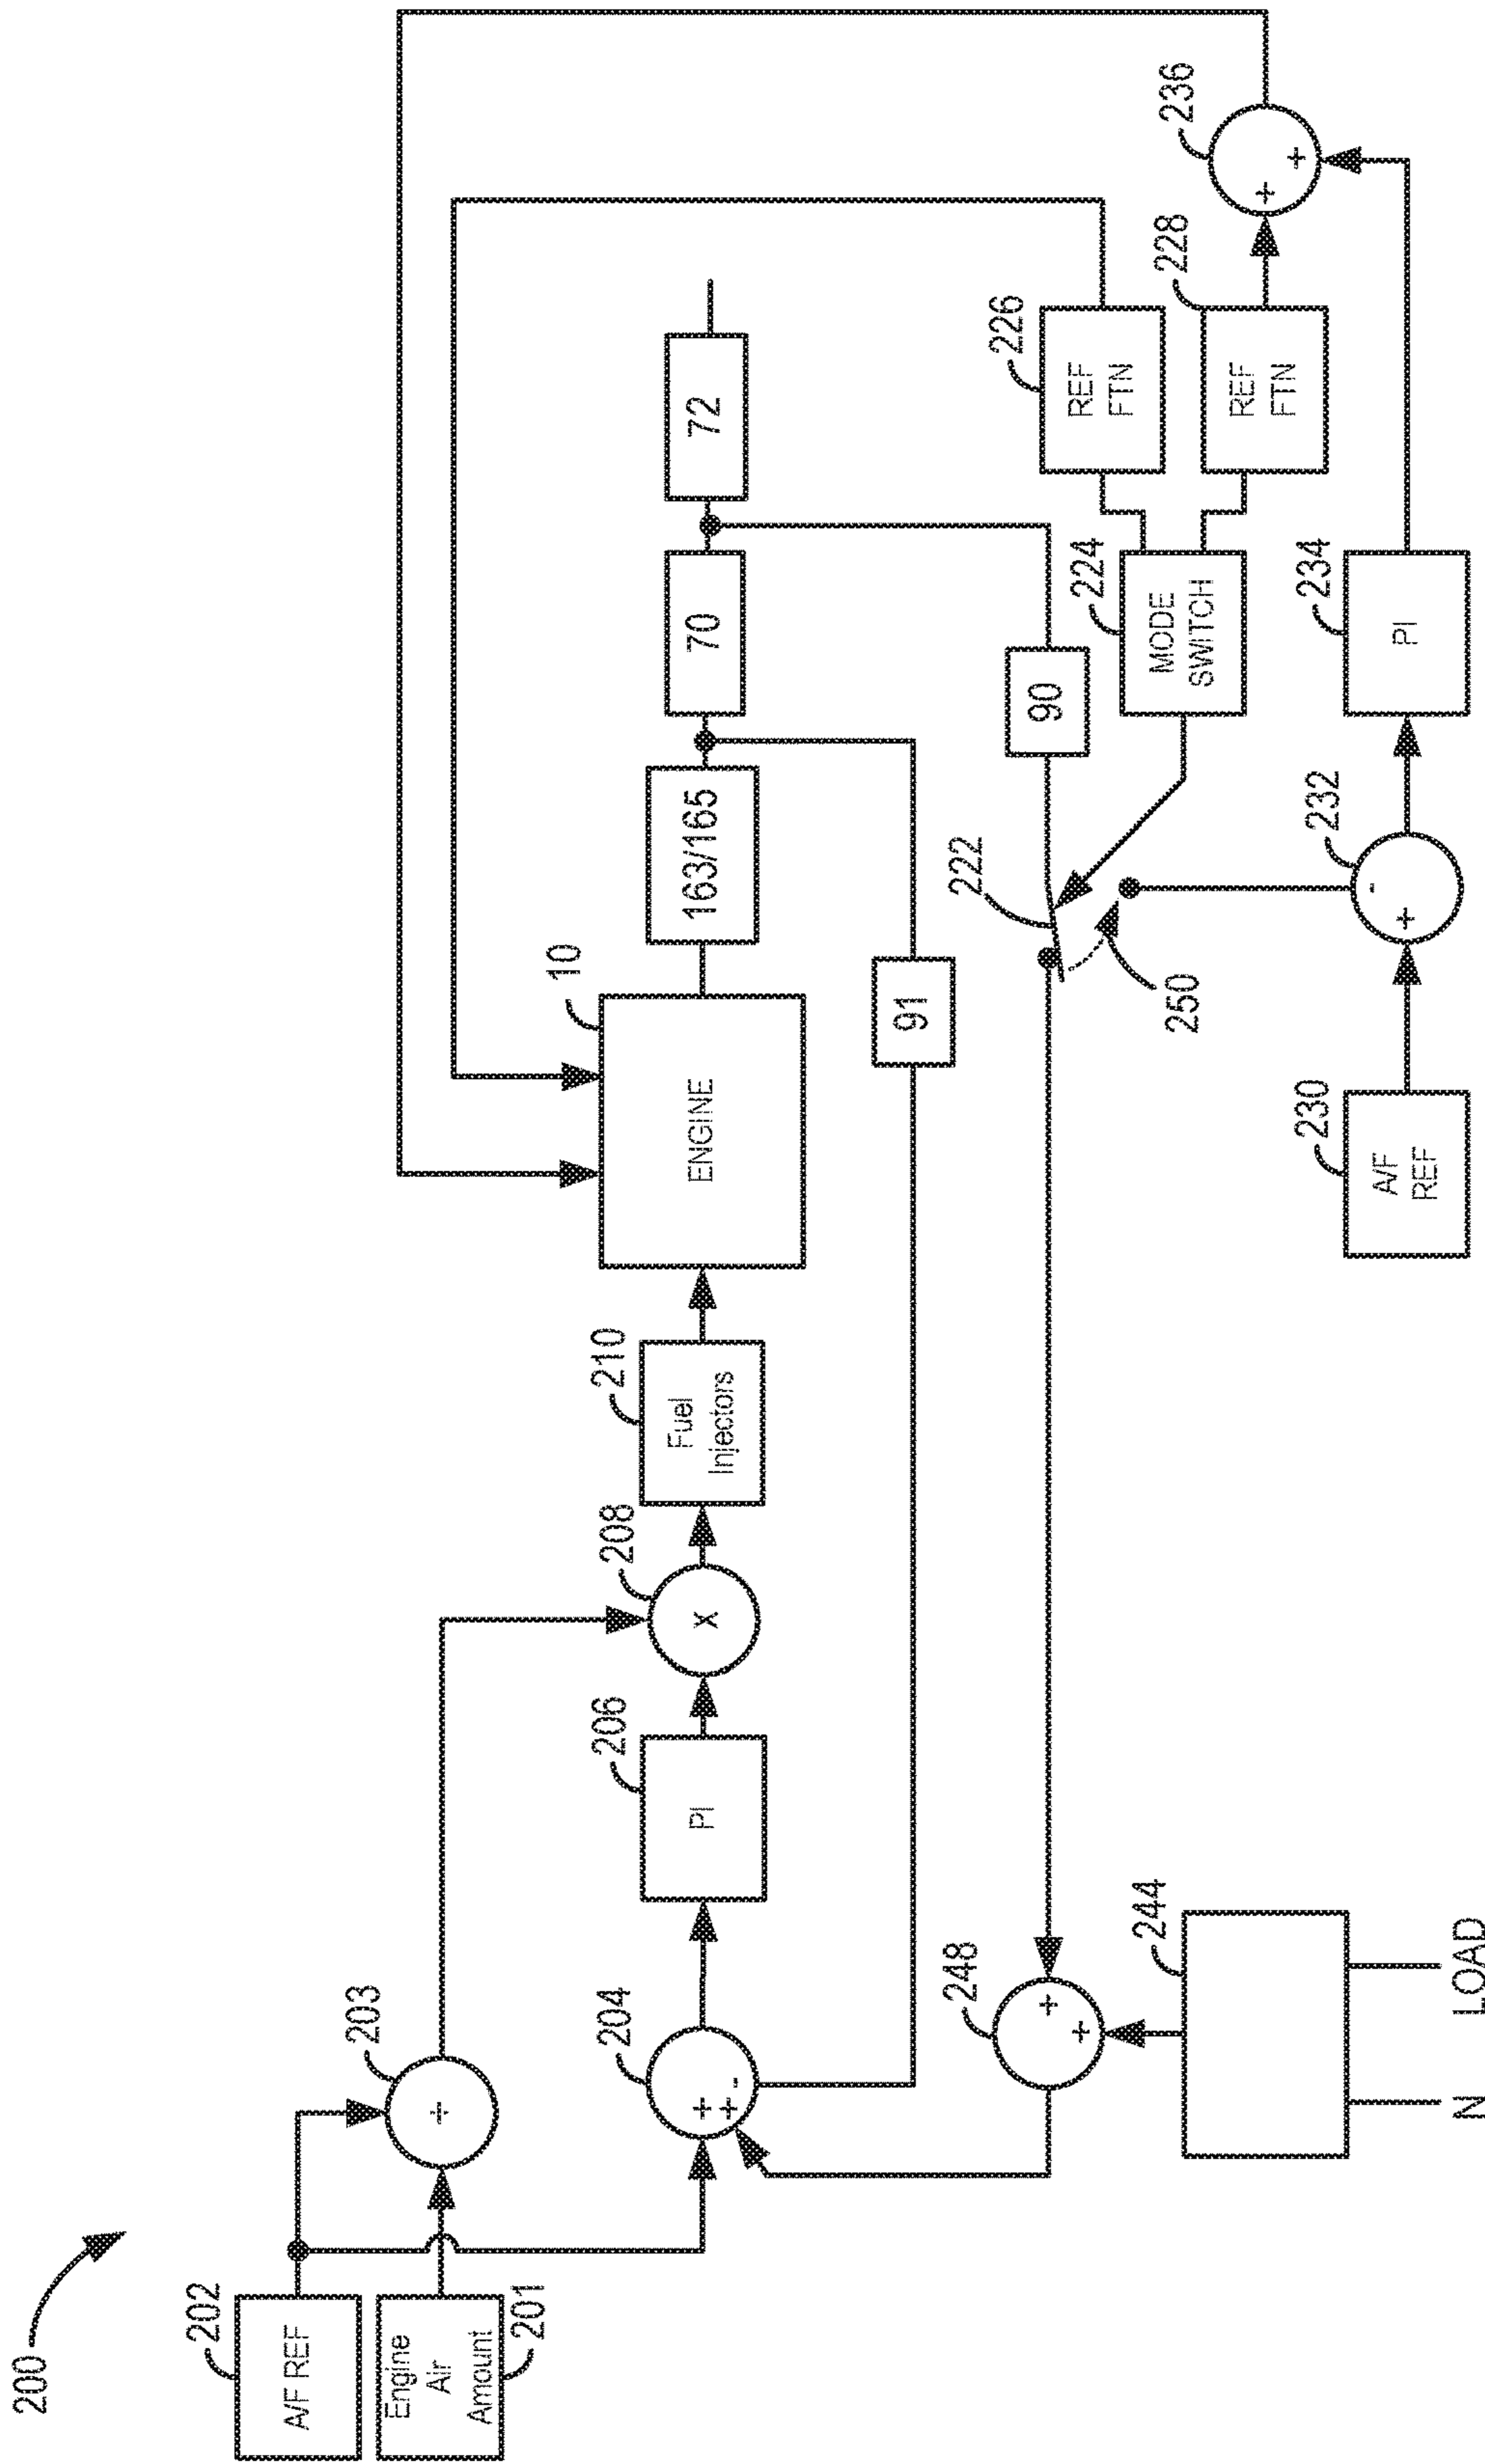 200
202
A/F REF
Engine
Air
Amount
201
203
÷
204
+
+
-
206
PI
208
X
210
Fuel
Injectors
10
ENGINE
163/165
70
72
91
90
222
250
224
MODE
SWITCH
226
REF
FTN
228
REF
FTN
236
+
+
230
A/F
REF
232
+
-
234
PI
248
+
+
244
N
LOAD